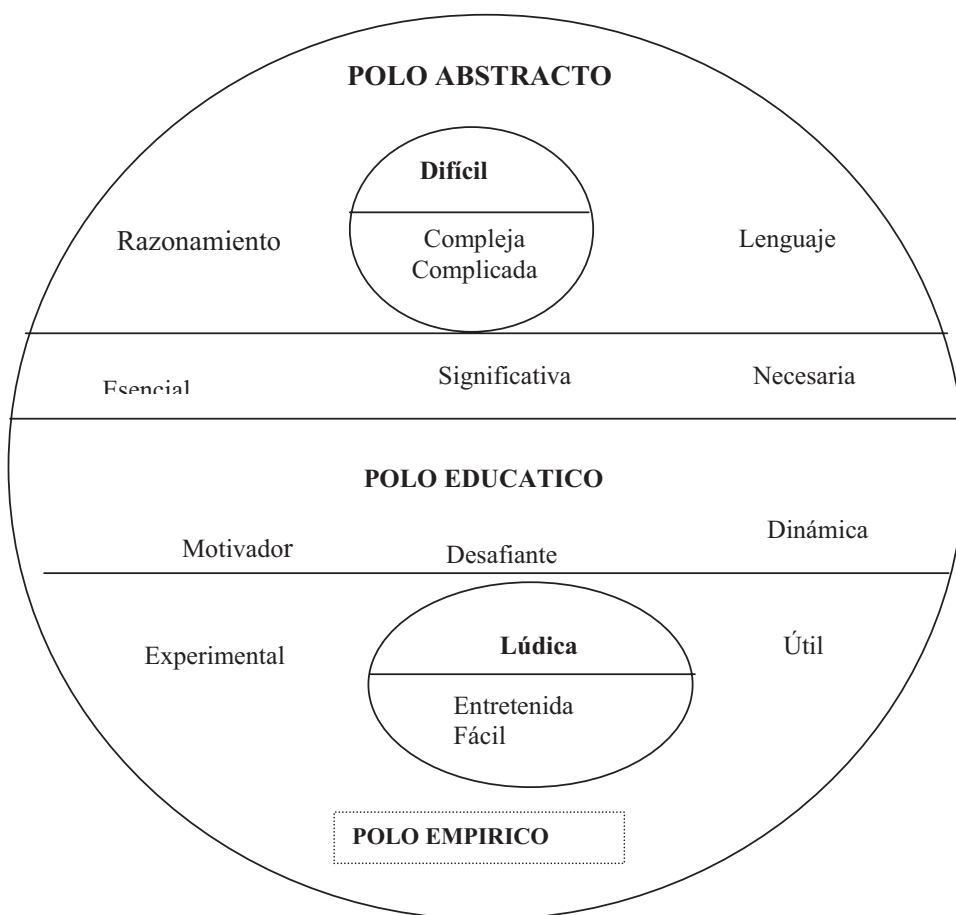 POLO ABSTRACTO
Difícil
Razonamiento
Compleja
Complicada
Lenguaje
Esencial
Significativa
Necesaria
POLO EDUCATICO
Motivador
Desafiante
Dinámica
Experimental
Lúdica
Útil
Entretenida
Fácil
POLO EMPIRICO